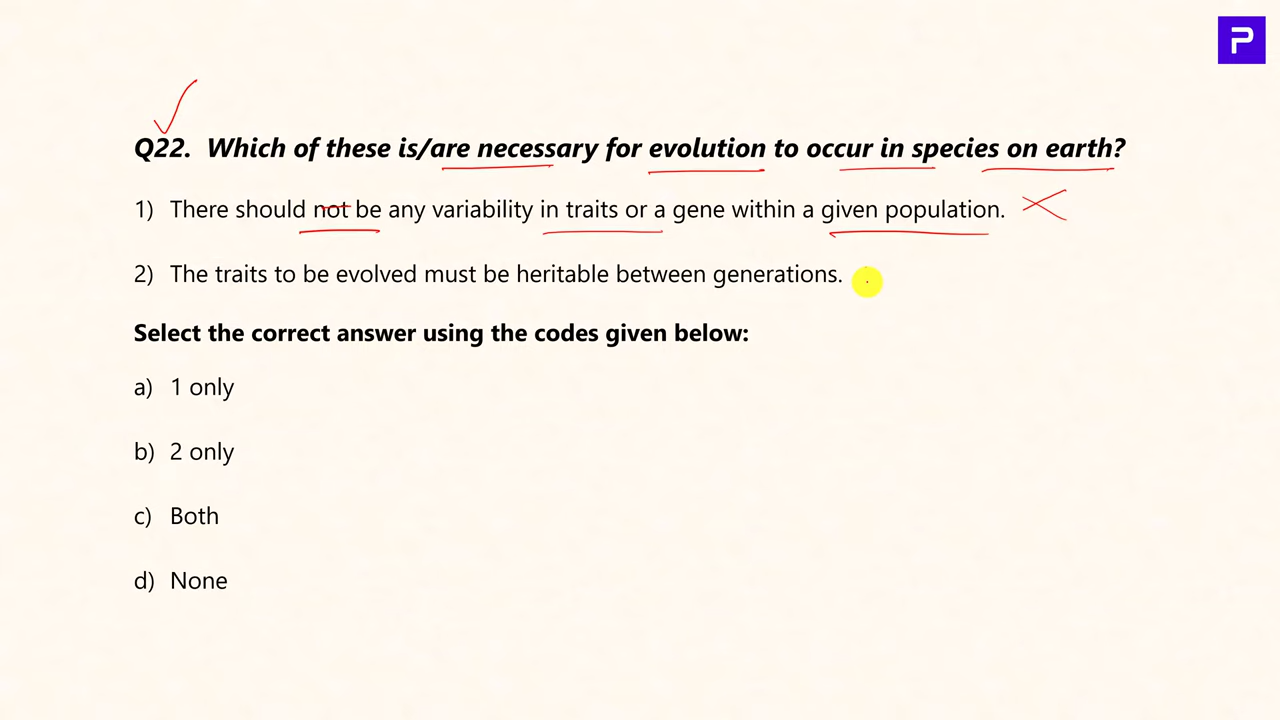 P
Q22. Which of these is/are necessary for evolution to occur in species on earth?
1) There should not be any variability in traits or a gene within a given population.
2) The traits to be evolved must be heritable between generations.
Select the correct answer using the codes given below:
a) 1 only
b) 2 only
c) Both
d) None